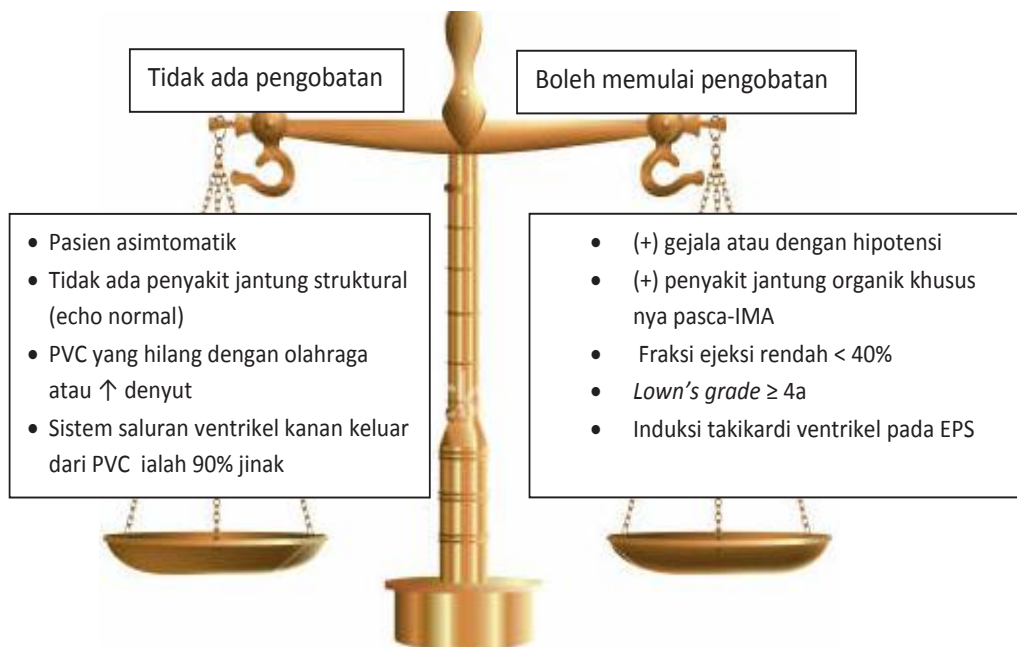 Tidak ada pengobatan
Boleh memulai pengobatan
• Pasien asimtomatik
• Tidak ada penyakit jantung struktural
(echo normal)
• PVC yang hilang dengan olahraga
atau ↑ denyut
• Sistem saluran ventrikel kanan keluar
dari PVC ialah 90% jinak
• (+) gejala atau dengan hipotensi
• (+) penyakit jantung organik khusus
nya pasca-IMA
• Fraksi ejeksi rendah < 40%
• Lown's grade ≥ 4a
• Induksi takikardi ventrikel pada EPS